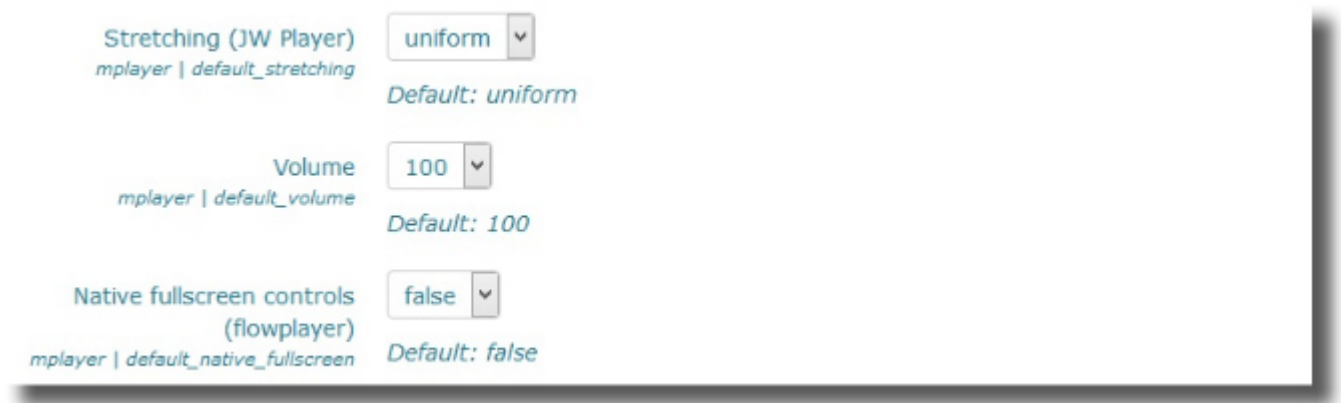 Stretching (JW Player) uniform
mplayer | default_stretching
Default: uniform
Volume 100
mplayer | default_volume
Default: 100
Native fullscreen controls false
(flowplayer)
mplayer | default_native_fullscreen Default: false